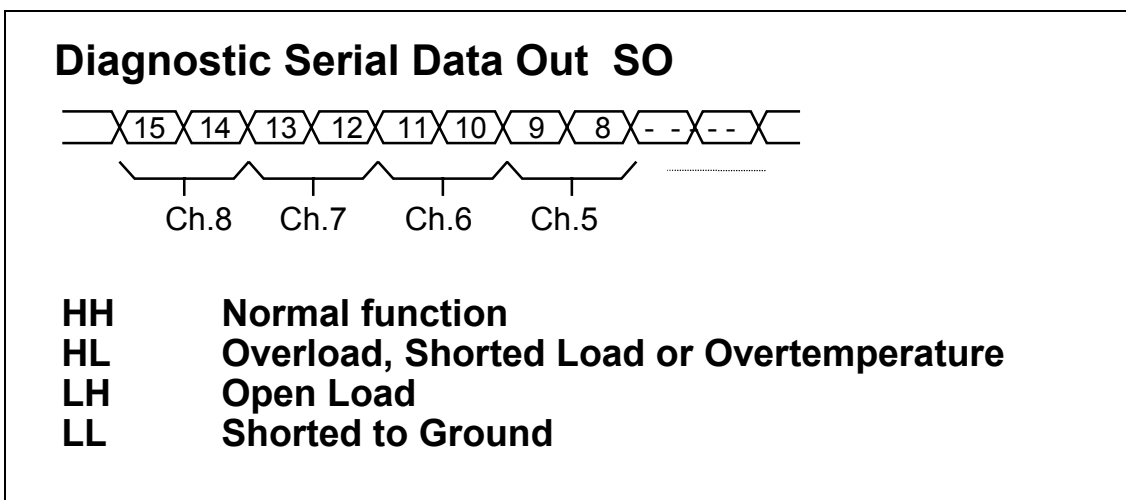 Diagnostic Serial Data Out SO
15 14 13 12 11 10 9 8 - - - -
Ch.8 Ch.7 Ch.6 Ch.5
HH Normal function
HL Overload, Shorted Load or Overtemperature
LH Open Load
LL Shorted to Ground